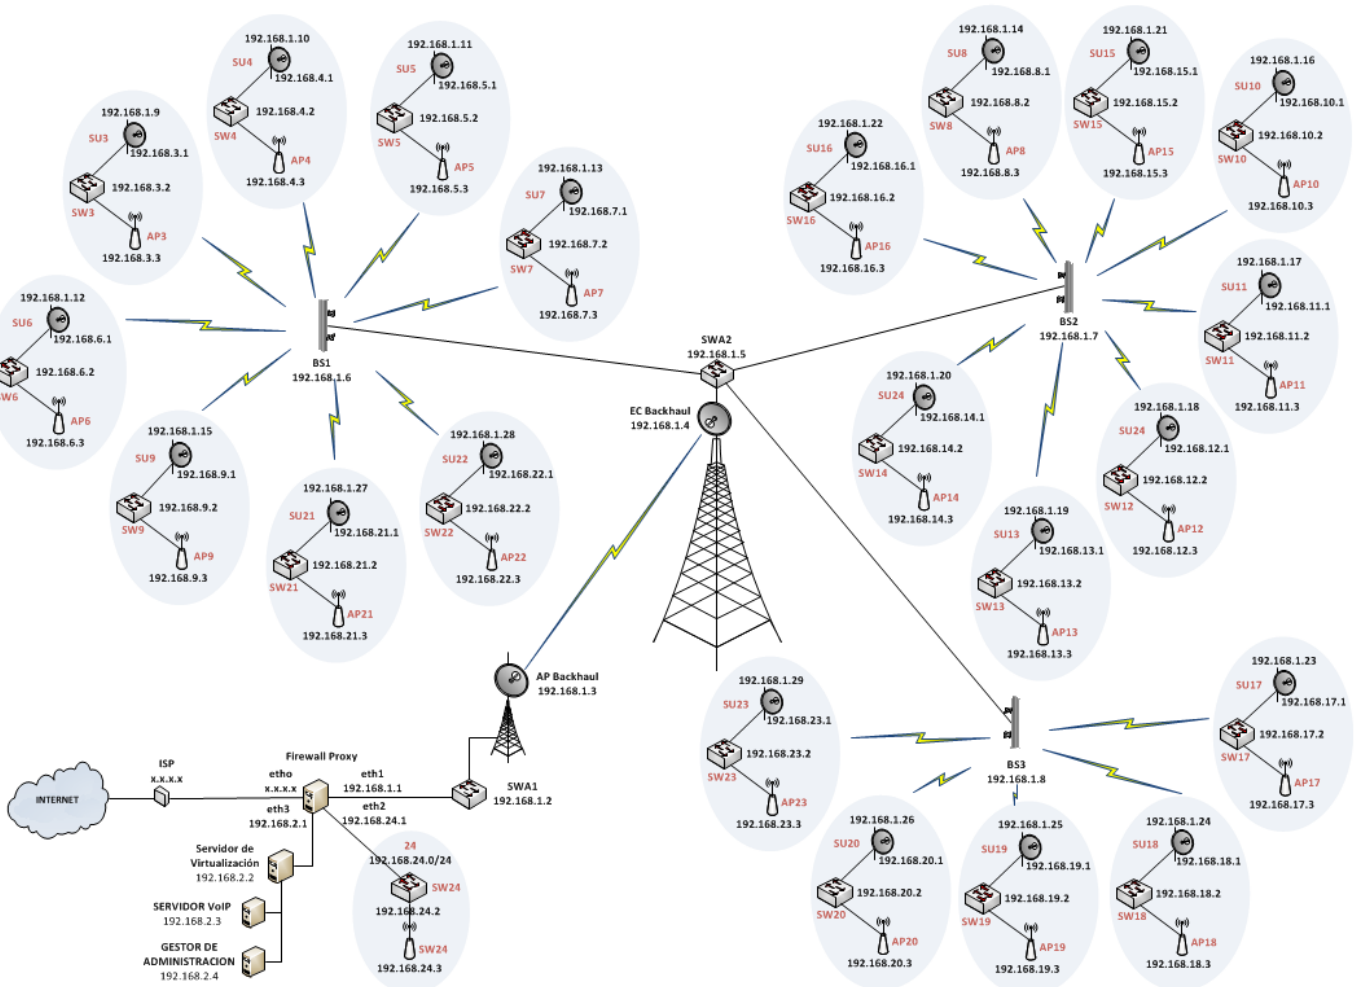 192.168.1.10
SU4
192.168.4.1
192.168.4.2
SW4
AP4
192.168.4.3
192.168.1.11
SU5
192.168.5.1
192.168.5.2
SW5
AP5
192.168.5.3
192.168.1.9
SU3
192.168.3.1
192.168.3.2
SW3
AP3
192.168.3.3
192.168.1.13
SU7
192.168.7.1
192.168.7.2
SW7
AP7
192.168.7.3
192.168.1.12
SU6
192.168.6.1
192.168.6.2
SW6
AP6
192.168.6.3
BS1
192.168.1.6
192.168.1.15
SU9
192.168.9.1
192.168.9.2
SW9
AP9
192.168.9.3
192.168.1.27
SU21
192.168.21.1
192.168.21.2
SW21
AP21
192.168.21.3
192.168.1.28
SU22
192.168.22.1
192.168.22.2
SW22
AP22
192.168.22.3
SWA2
192.168.1.5
EC Backhaul
192.168.1.4
192.168.1.14
SU8
192.168.8.1
192.168.8.2
SW8
AP8
192.168.8.3
192.168.1.21
SU15
192.168.15.1
192.168.15.2
SW15
AP15
192.168.15.3
192.168.1.16
SU10
192.168.10.1
192.168.10.2
SW10
AP10
192.168.10.3
192.168.1.22
SU16
192.168.16.1
192.168.16.2
SW16
AP16
192.168.16.3
BS2
192.168.1.7
192.168.1.17
SU11
192.168.11.1
192.168.11.2
SW11
AP11
192.168.11.3
192.168.1.20
SU24
192.168.14.1
192.168.14.2
SW14
AP14
192.168.14.3
192.168.1.18
SU24
192.168.12.1
192.168.12.2
SW12
AP12
192.168.12.3
192.168.1.19
SU13
192.168.13.1
192.168.13.2
SW13
AP13
192.168.13.3
192.168.1.29
SU23
192.168.23.1
192.168.23.2
SW23
AP23
192.168.23.3
BS3
192.168.1.8
192.168.1.23
SU17
192.168.17.1
192.168.17.2
SW17
AP17
192.168.17.3
192.168.1.26
SU20
192.168.20.1
192.168.20.2
SW20
AP20
192.168.20.3
192.168.1.25
SU19
192.168.19.1
192.168.19.2
SW19
AP19
192.168.19.3
192.168.1.24
SU18
192.168.18.1
192.168.18.2
SW18
AP18
192.168.18.3
AP Backhaul
192.168.1.3
SWA1
192.168.1.2
Firewall Proxy
etho
x.x.x.x
eth1
192.168.1.1
eth2
192.168.24.1
eth3
192.168.2.1
ISP
x.x.x.x
INTERNET
Servidor de
Virtualización
192.168.2.2
SERVIDOR VoIP
192.168.2.3
GESTOR DE
ADMINISTRACION
192.168.2.4
24
192.168.24.0/24
SW24
192.168.24.2
SW24
192.168.24.3